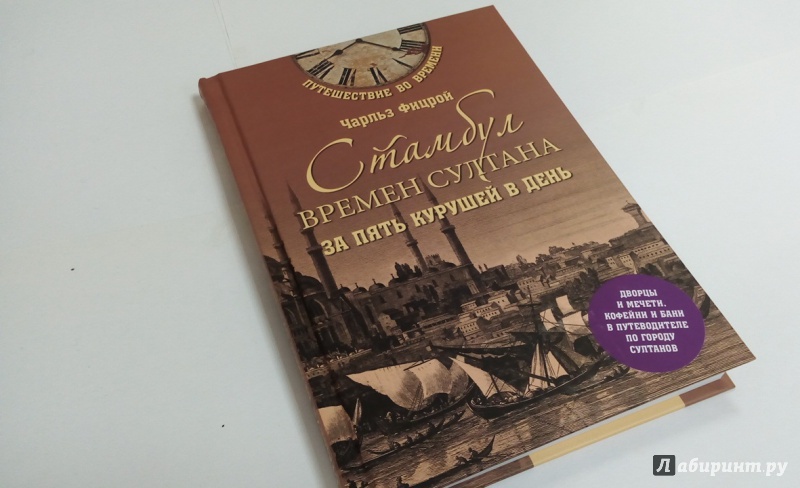 ПУТЕШЕСТВИЕ ВО ВРЕМЕНИ
Чарльз Фицрой
Стамбул
ВРЕМЕН СУЛТАНА
ЗА ПЯТЬ КУРУШЕЙ В ДЕНЬ
ДВОРЦЫ
И МЕЧЕТИ,
КОФЕЙНИ И БАНИ
В ПУТЕВОДИТЕЛЕ
ПО ГОРОДУ
СУЛТАНОВ
Лабиринт.ру